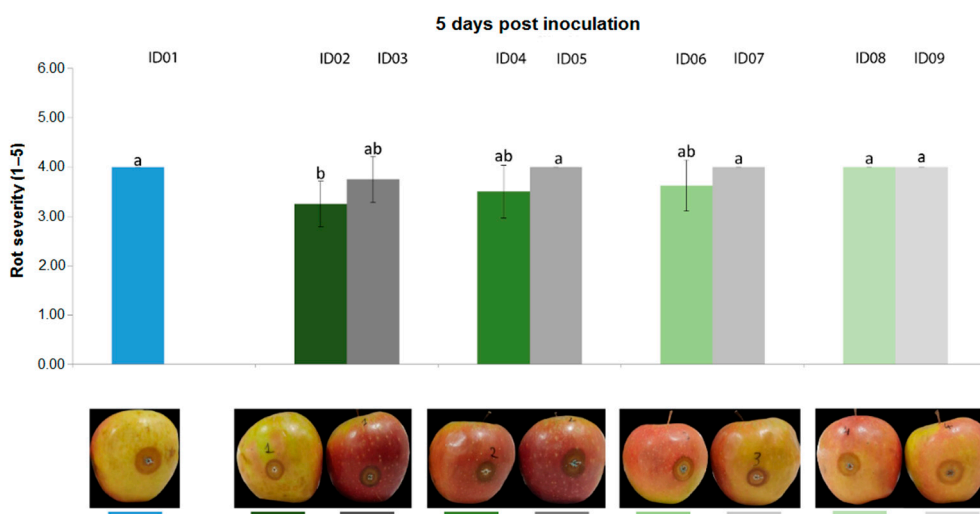 5 days post inoculation
ID01 ID02 ID03 ID04 ID05 ID06 ID07 ID08 ID09
6.00
5.00
4.00
3.00
2.00
1.00
0.00
Rot severity (1–5)
a b ab ab a ab a a a
1 2 3 4